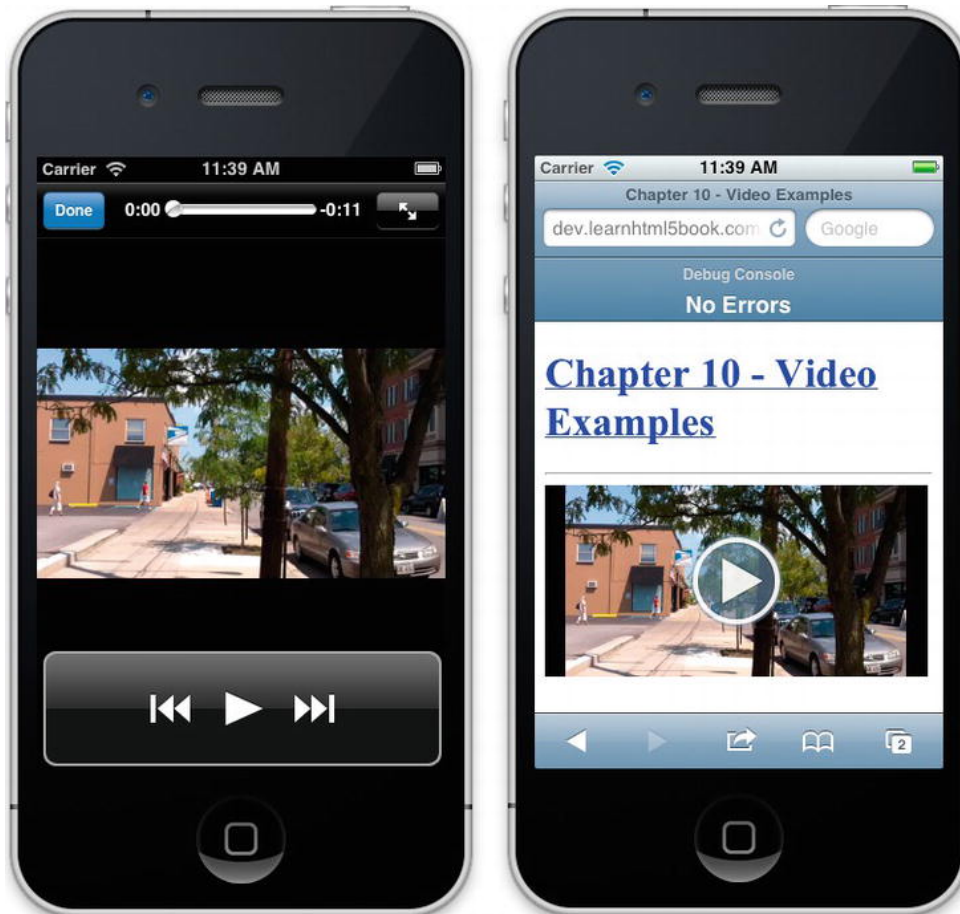 Carrier 11:39 AM
Done 0:00 -0:11
Carrier 11:39 AM
Chapter 10 - Video Examples
dev.learnhtml5book.com Google
Debug Console
No Errors
Chapter 10 - Video
Examples
2